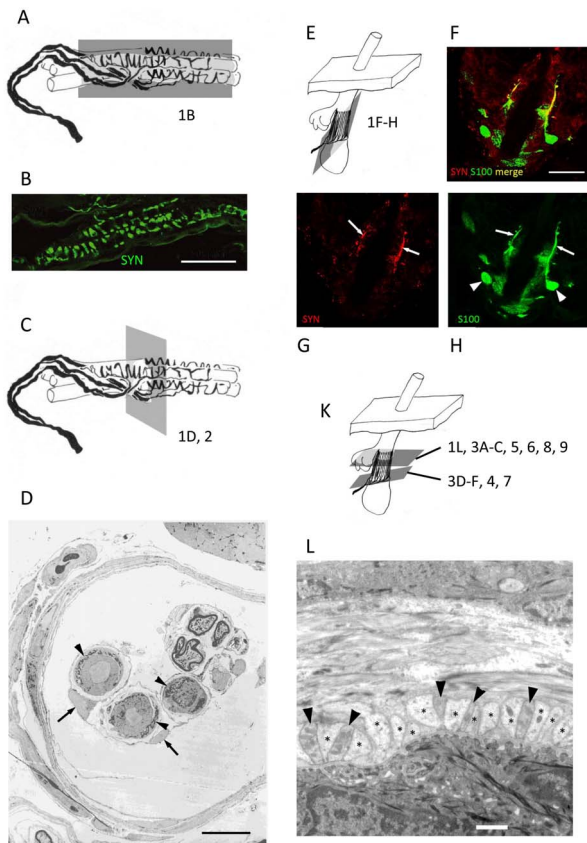 A
1B
B
SYN
C
1D, 2
D
E
1F-H
F
SYN S100 merge
SYN
S100
G
H
K
1L, 3A-C, 5, 6, 8, 9
3D-F, 4, 7
L